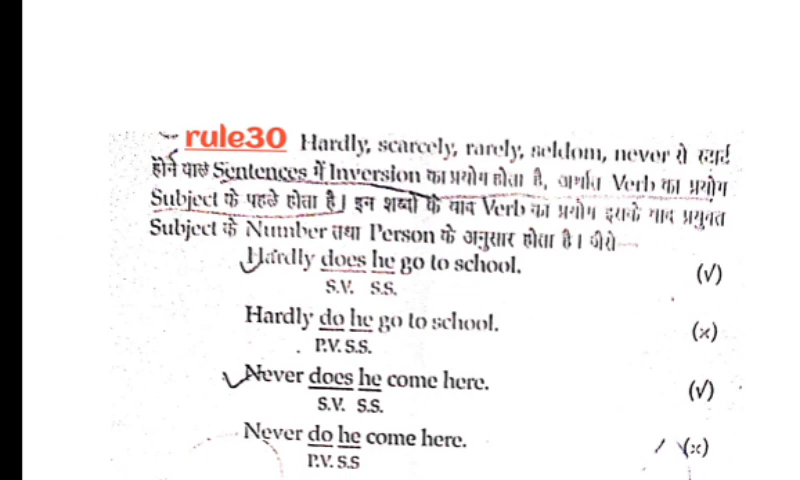 rule30 Hardly, scarcely, rarely, seldom, never से स्टार्ट
होने वाले Sentences में Inversion का प्रयोग होता है, अर्थात Verb का प्रयोग
Subject के पहले होता है। इन शब्दों के बाद Verb का प्रयोग इसके बाद प्रयुक्त
Subject के Number तथा Person के अनुसार होता है। जैसे—
Hardly does he go to school. (√)
S.V. S.S.
Hardly do he go to school. (×)
P.V. S.S.
Never does he come here. (√)
S.V. S.S.
Never do he come here. (×)
P.V. S.S